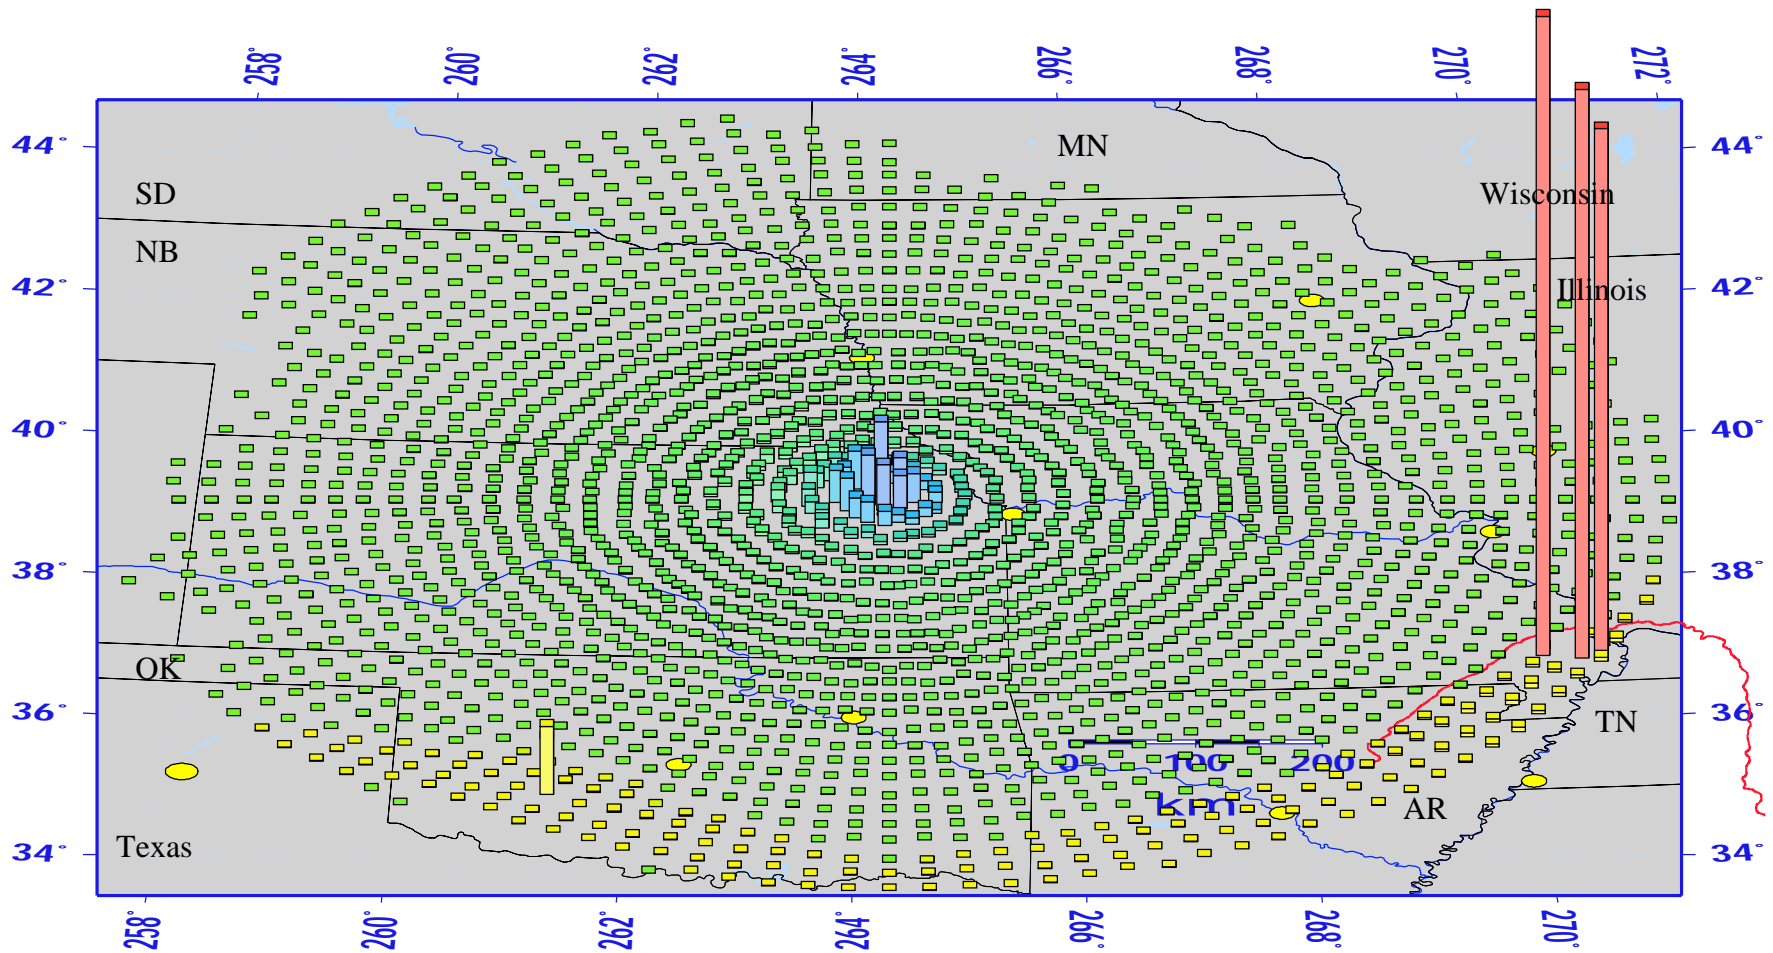 258° 260° 262° 264° 266° 268° 270° 272°
44° MN 44°
SD Wisconsin
NB
42° Illinois 42°
40° 40°
38° 38°
OK
36° TN 36°
0 100 200
km AR
Texas
34° 34°
258° 260° 262° 264° 266° 268° 270°